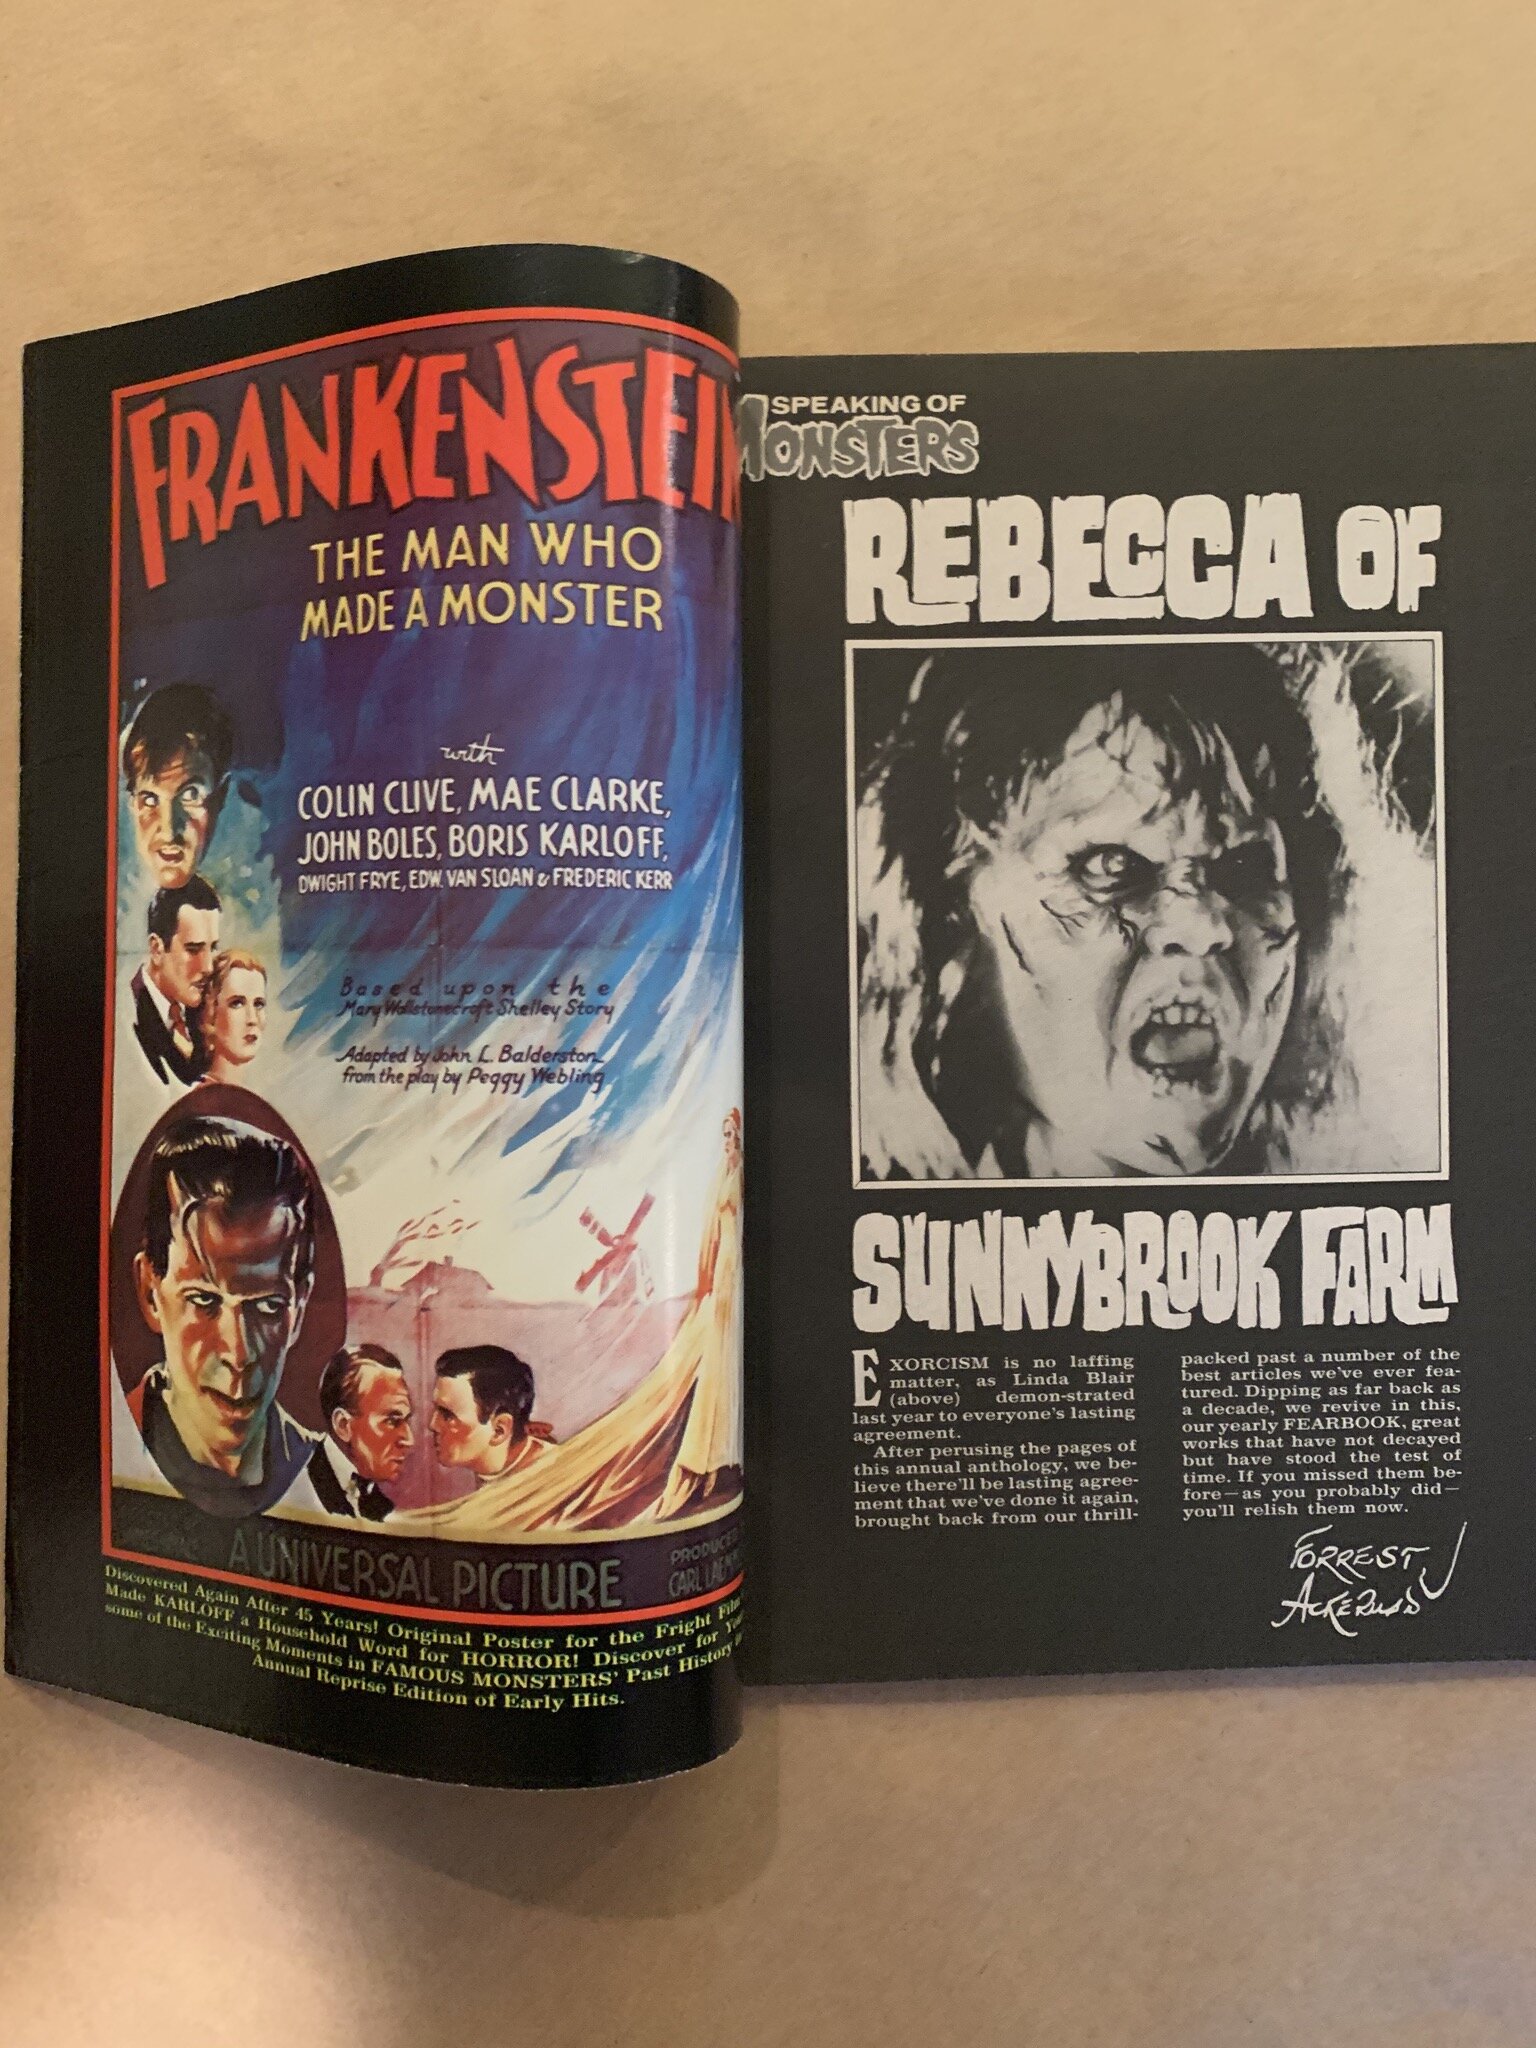 FRANKENSTEIN
THE MAN WHO
MADE A MONSTER
with
COLIN CLIVE, MAE CLARKE,
JOHN BOLES, BORIS KARLOFF,
DWIGHT FRYE, EDW. VAN SLOAN & FREDERIC KERR
Based upon the
Mary Wollstonecroft Shelley Story
Adapted by John L. Balderston
from the play by Peggy Webling
A UNIVERSAL PICTURE
PRODUCED
CARL
Discovered Again After 45 Years! Original Poster for the Fright Film
Made KARLOFF a Household Word for HORROR! Discover for
some of the Exciting Moments in FAMOUS MONSTERS' Past History
Annual Reprise Edition of Early Hits.
SPEAKING OF
MONSTERS
REBECCA OF
SUNNYBROOK FARM
EXORCISM is no laffing
matter, as Linda Blair
(above) demon-strated
last year to everyone's lasting
agreement.
After perusing the pages of
this annual anthology, we be-
lieve there'll be lasting agree-
ment that we've done it again,
brought back from our thrill-
packed past a number of the
best articles we've ever fea-
tured. Dipping as far back as
a decade, we revive in this,
our yearly FEARBOOK, great
works that have not decayed
but have stood the test of
time. If you missed them be-
fore—as you probably did—
you'll relish them now.
FORREST J
ACKERMAN